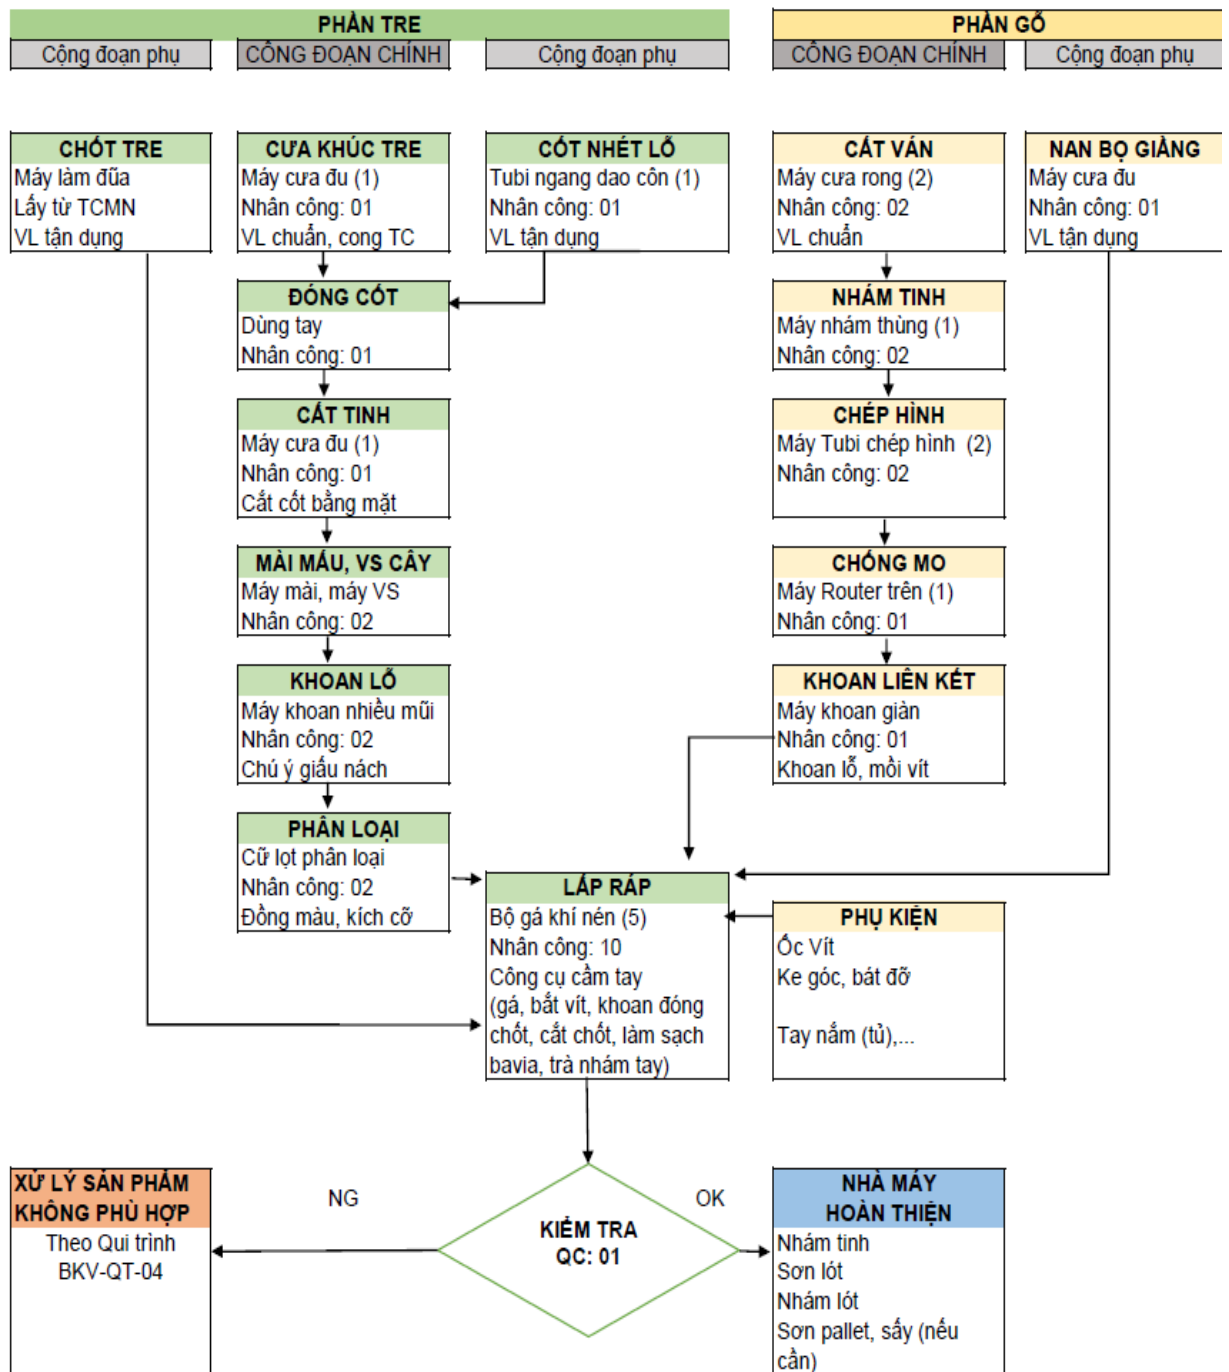 PHẦN TRE
PHẦN GỖ
Cộng đoạn phụ
CÔNG ĐOẠN CHÍNH
Cộng đoạn phụ
CÔNG ĐOẠN CHÍNH
Cộng đoạn phụ
CHỐT TRE
Máy làm đũa
Lấy từ TCMN
VL tận dụng
CƯA KHÚC TRE
Máy cưa đu (1)
Nhân công: 01
VL chuẩn, cong TC
CỐT NHÉT LỖ
Tubi ngang dao côn (1)
Nhân công: 01
VL tận dụng
CẮT VÁN
Máy cưa rong (2)
Nhân công: 02
VL chuẩn
NAN BỌ GIẰNG
Máy cưa đu
Nhân công: 01
VL tận dụng
ĐÓNG CỐT
Dùng tay
Nhân công: 01
NHÁM TINH
Máy nhám thùng (1)
Nhân công: 02
CẮT TINH
Máy cưa đu (1)
Nhân công: 01
Cắt cốt bằng mặt
CHÉP HÌNH
Máy Tubi chép hình (2)
Nhân công: 02
MÀI MẤU, VS CÂY
Máy mài, máy VS
Nhân công: 02
CHỐNG MO
Máy Router trên (1)
Nhân công: 01
KHOAN LỖ
Máy khoan nhiều mũi
Nhân công: 02
Chú ý giấu nách
KHOAN LIÊN KẾT
Máy khoan giàn
Nhân công: 01
Khoan lỗ, mồi vít
PHÂN LOẠI
Cữ lọt phân loại
Nhân công: 02
Đồng màu, kích cỡ
LẮP RÁP
Bộ gá khí nén (5)
Nhân công: 10
Công cụ cầm tay
(gá, bắt vít, khoan đóng
chốt, cắt chốt, làm sạch
bavia, trà nhám tay)
PHỤ KIỆN
Ốc Vít
Ke góc, bát đỡ
Tay nắm (tủ),...
XỬ LÝ SẢN PHẨM
KHÔNG PHÙ HỢP
Theo Qui trình
BKV-QT-04
NG
KIỂM TRA
QC: 01
OK
NHÀ MÁY
HOÀN THIỆN
Nhám tinh
Sơn lót
Nhám lót
Sơn pallet, sấy (nếu
cần)